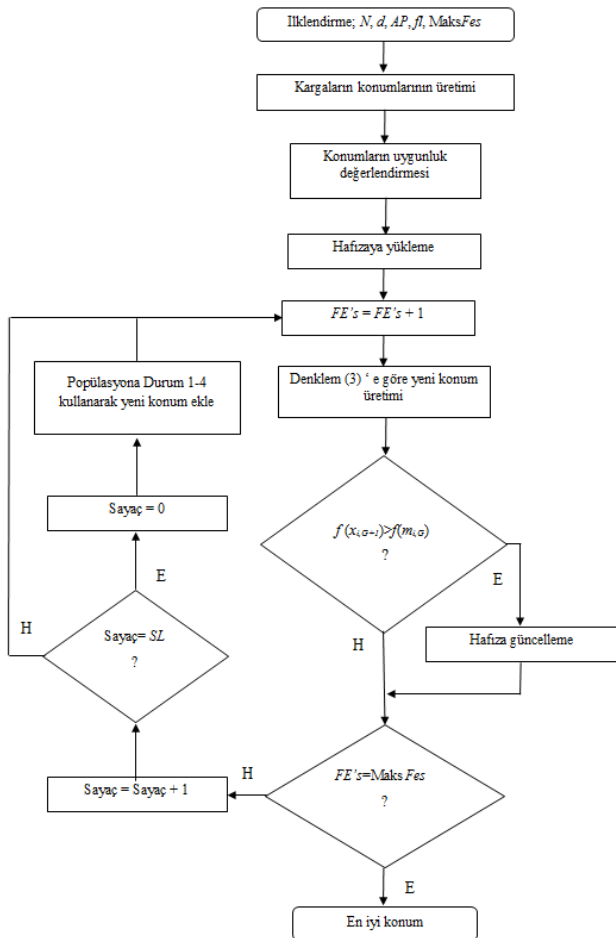 Ilklendirme; N, d, AP, fl, MaksFes
Kargaların konumlarının üretimi
Konumların uygunluk
değerlendirmesi
Hafızaya yükleme
FE's = FE's + 1
Denklem (3) ‘ e göre yeni konum
üretimi
f (xi,G+1)>f(mi,G)
?
E
Hafıza güncelleme
H
FE's=Maks Fes
?
H
Sayaç = Sayaç + 1
Sayaç= SL
?
H
E
Sayaç = 0
Popülasyona Durum 1-4
kullanarak yeni konum ekle
E
En iyi konum